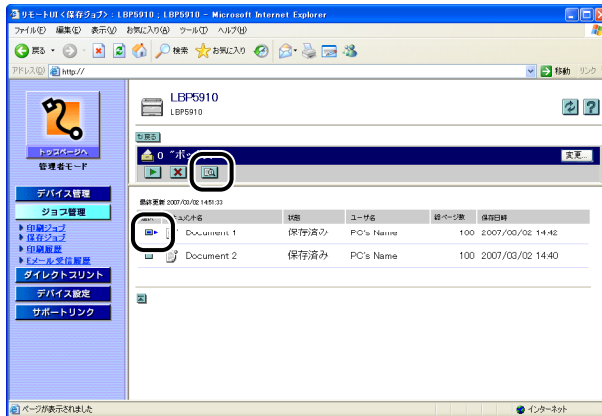 リモートUI<保存ジョブ>: LBP5910 ; LBP5910 - Microsoft Internet Explorer
ファイル(F) 編集(E) 表示(V) お気に入り(A) ツール(T) ヘルプ(H)
戻る 検索 お気に入り
アドレス(D) http:// 移動 リンク
LBP5910
LBP5910
戻る
トップページへ
管理者モード
0 "ボッ
変更...
デバイス管理
ジョブ管理
印刷ジョブ
保存ジョブ
印刷履歴
Eメール受信履歴
ダイレクトプリント
デバイス設定
サポートリンク
最終更新 2007/03/02 14:51:33
状態 ユーザ名 総ページ数 保存日時
Document 1 保存済み PC's Name 100 2007/03/02 14:42
Document 2 保存済み PC's Name 100 2007/03/02 14:40
ページが表示されました インターネット